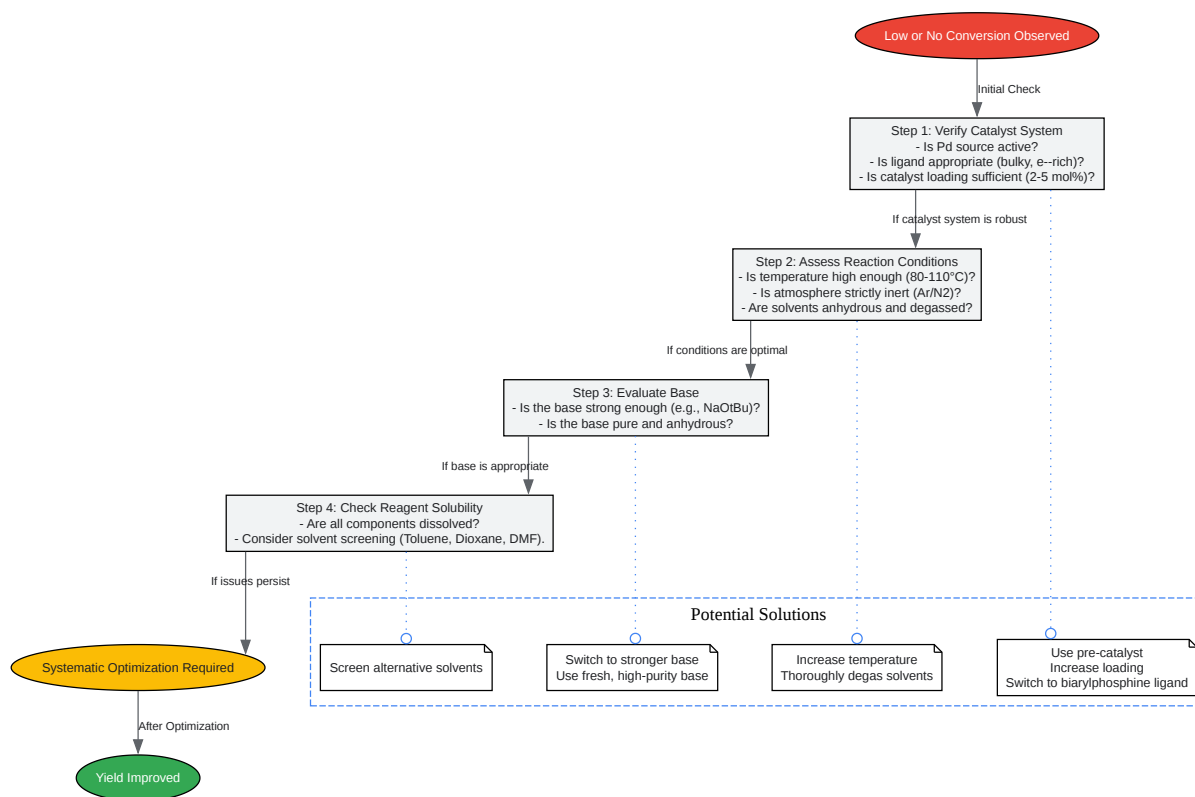 Low or No Conversion Observed
Initial Check
Step 1: Verify Catalyst System
- Is Pd source active?
- Is ligand appropriate (bulky, e--rich)?
- Is catalyst loading sufficient (2-5 mol%)?
If catalyst system is robust
Step 2: Assess Reaction Conditions
- Is temperature high enough (80-110°C)?
- Is atmosphere strictly inert (Ar/N2)?
- Are solvents anhydrous and degassed?
If conditions are optimal
Step 3: Evaluate Base
- Is the base strong enough (e.g., NaOtBu)?
- Is the base pure and anhydrous?
If base is appropriate
Step 4: Check Reagent Solubility
- Are all components dissolved?
- Consider solvent screening (Toluene, Dioxane, DMF).
If issues persist
Potential Solutions
Screen alternative solvents
Switch to stronger base
Use fresh, high-purity base
Increase temperature
Thoroughly degas solvents
Use pre-catalyst
Increase loading
Switch to biarylphosphine ligand
Systematic Optimization Required
After Optimization
Yield Improved